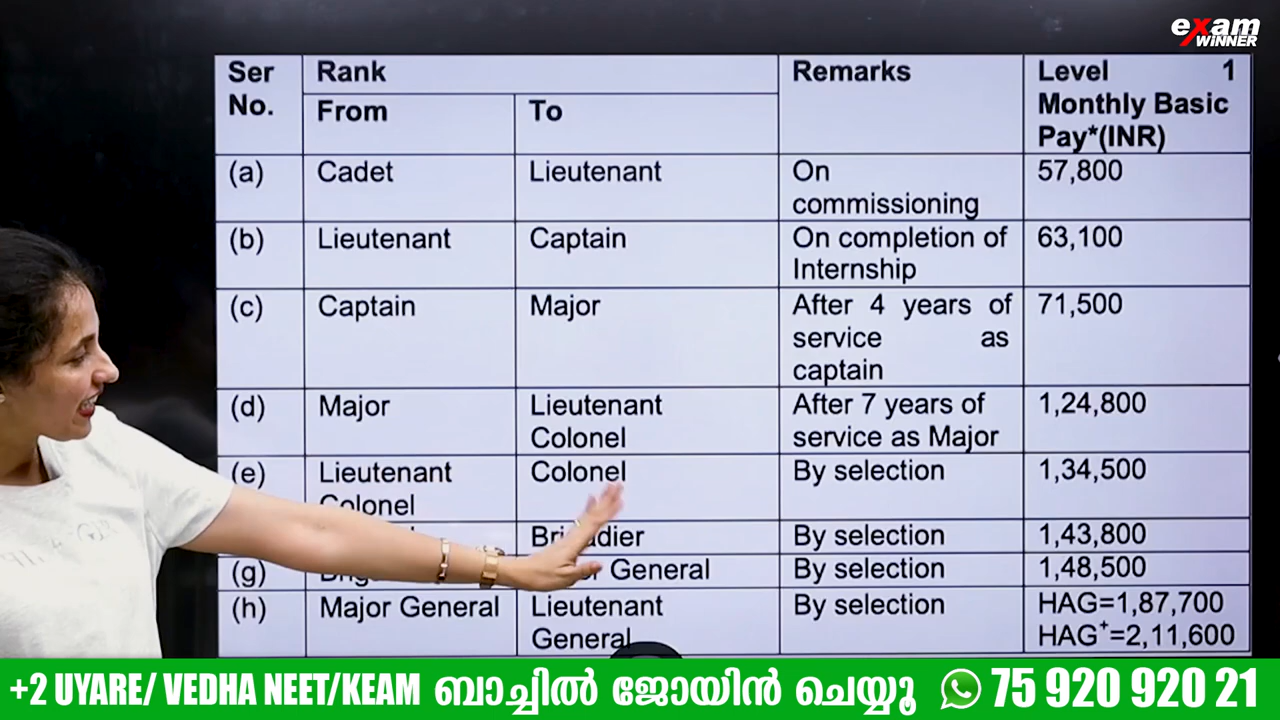 exam
WINNER
Ser No. Rank Remarks Level 1 Monthly Basic Pay*(INR)
From To
(a) Cadet Lieutenant On commissioning 57,800
(b) Lieutenant Captain On completion of Internship 63,100
(c) Captain Major After 4 years of service as captain 71,500
(d) Major Lieutenant Colonel After 7 years of service as Major 1,24,800
(e) Lieutenant Colonel Colonel By selection 1,34,500
By selection 1,43,800
(g) General By selection 1,48,500
(h) Major General Lieutenant General By selection HAG=1,87,700 HAG+=2,11,600
+2 UYARE/ VEDHA NEET/KEAM ബാച്ചിൽ ജോയിൻ ചെയ്യൂ 75 920 920 21